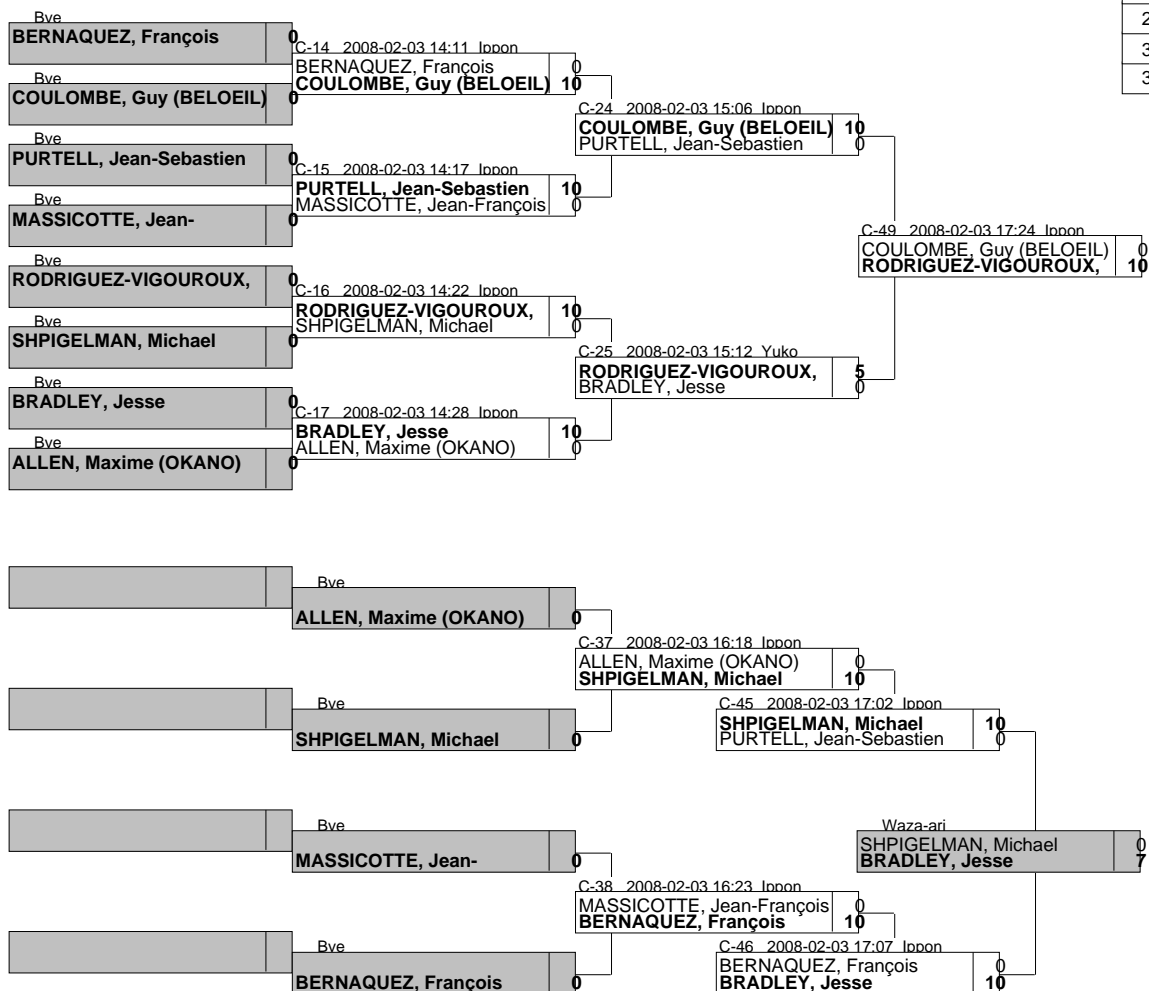 Bye
BERNAQUEZ, François 0
Bye
COULOMBE, Guy (BELOEIL) 0
Bye
PURTELL, Jean-Sebastien 0
Bye
MASSICOTTE, Jean- 0
Bye
RODRIGUEZ-VIGOUROUX, 0
Bye
SHPIGELMAN, Michael 0
Bye
BRADLEY, Jesse 0
Bye
ALLEN, Maxime (OKANO) 0
C-14 2008-02-03 14:11 Ippon
BERNAQUEZ, François 0
COULOMBE, Guy (BELOEIL) 10
C-15 2008-02-03 14:17 Ippon
PURTELL, Jean-Sebastien 10
MASSICOTTE, Jean-François 0
C-16 2008-02-03 14:22 Ippon
RODRIGUEZ-VIGOUROUX, 10
SHPIGELMAN, Michael 0
C-17 2008-02-03 14:28 Ippon
BRADLEY, Jesse 10
ALLEN, Maxime (OKANO) 0
C-24 2008-02-03 15:06 Ippon
COULOMBE, Guy (BELOEIL) 10
PURTELL, Jean-Sebastien 0
C-25 2008-02-03 15:12 Yuko
RODRIGUEZ-VIGOUROUX, 5
BRADLEY, Jesse 0
C-49 2008-02-03 17:24 Ippon
COULOMBE, Guy (BELOEIL) 0
RODRIGUEZ-VIGOUROUX, 10
2
3
3
Bye
ALLEN, Maxime (OKANO) 0
Bye
SHPIGELMAN, Michael 0
Bye
MASSICOTTE, Jean- 0
Bye
BERNAQUEZ, François 0
C-37 2008-02-03 16:18 Ippon
ALLEN, Maxime (OKANO) 0
SHPIGELMAN, Michael 10
C-45 2008-02-03 17:02 Ippon
SHPIGELMAN, Michael 10
PURTELL, Jean-Sebastien 0
C-38 2008-02-03 16:23 Ippon
MASSICOTTE, Jean-François 0
BERNAQUEZ, François 10
C-46 2008-02-03 17:07 Ippon
BERNAQUEZ, François 0
BRADLEY, Jesse 10
Waza-ari
SHPIGELMAN, Michael 0
BRADLEY, Jesse 7